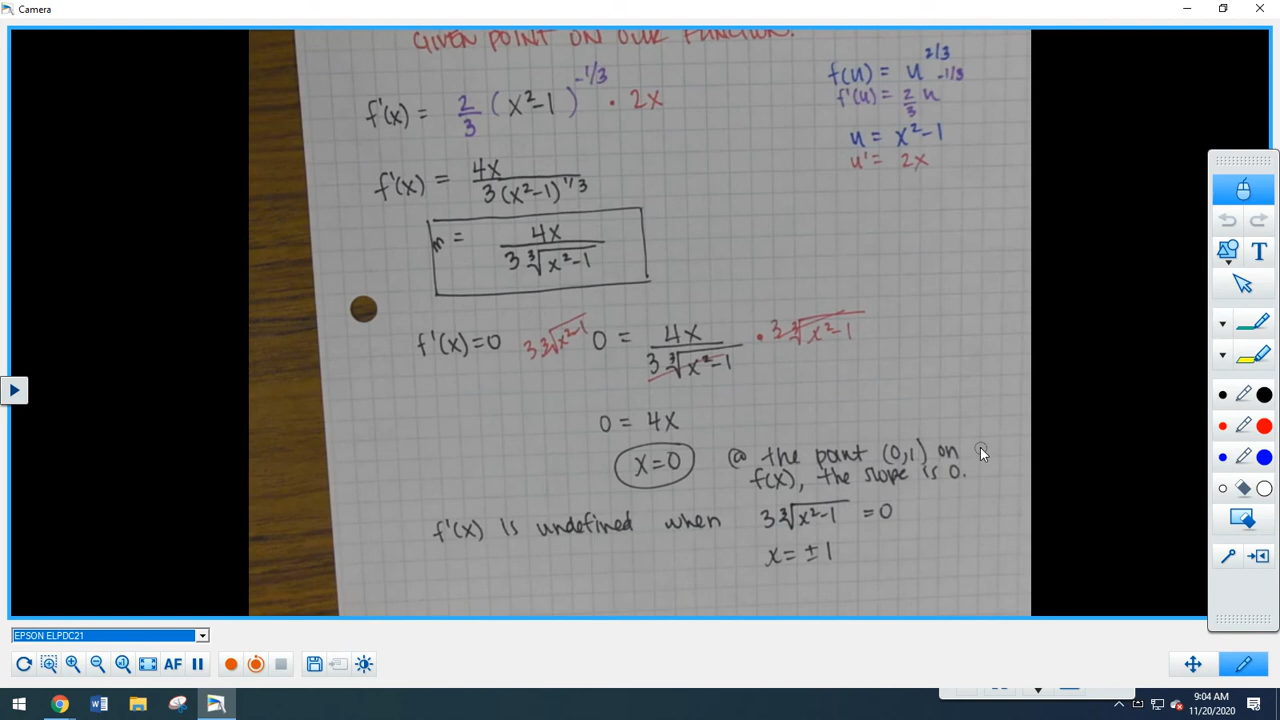 Camera
GIVEN POINT ON OUR FUNCTION.
f'(x) = 2/3 (x²-1)^-1/3 • 2x
f(u) = u^2/3
f'(u) = 2/3 u^-1/3
u = x²-1
u' = 2x
f'(x) = 4x / 3(x²-1)^1/3
m = 4x / 3∛x²-1
f'(x)=0 3∛x²-1 0 = 4x / 3∛x²-1 • 3∛x²-1
0 = 4x
x=0 @ the point (0,1) on
f(x), the slope is 0.
f'(x) is undefined when 3∛x²-1 = 0
x= ±1
T
EPSON ELPDC21
AF
9:04 AM
11/20/2020